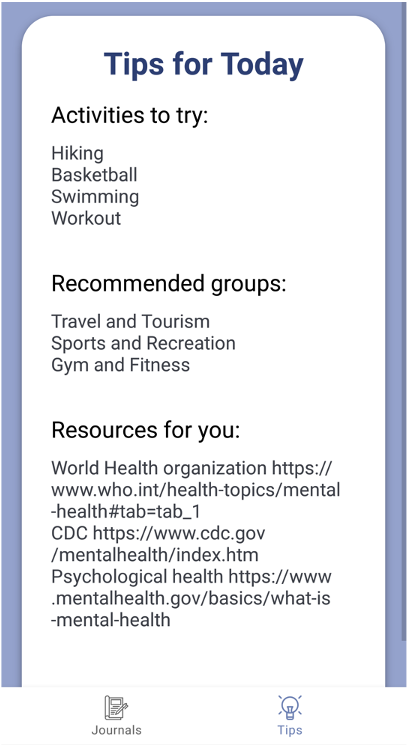 Tips for Today
Activities to try:
Hiking
Basketball
Swimming
Workout
Recommended groups:
Travel and Tourism
Sports and Recreation
Gym and Fitness
Resources for you:
World Health organization https://
www.who.int/health-topics/mental
-health#tab=tab_1
CDC https://www.cdc.gov
/mentalhealth/index.htm
Psychological health https://www
.mentalhealth.gov/basics/what-is
-mental-health
Journals
Tips